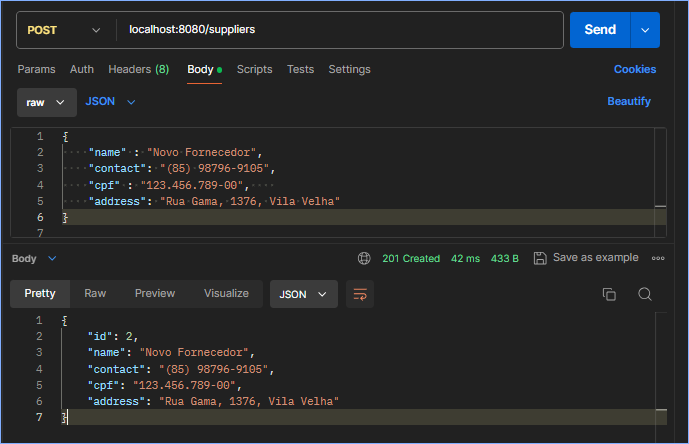 POST localhost:8080/suppliers Send
Params Auth Headers (8) Body Scripts Tests Settings Cookies
raw JSON Beautify
1 {
2 "name" : "Novo Fornecedor",
3 "contact": "(85) 98796-9105",
4 "cpf" : "123.456.789-00",
5 "address": "Rua Gama, 1376, Vila Velha"
6 }
7
Body 201 Created 42 ms 433 B Save as example
Pretty Raw Preview Visualize JSON
1 {
2 "id": 2,
3 "name": "Novo Fornecedor",
4 "contact": "(85) 98796-9105",
5 "cpf": "123.456.789-00",
6 "address": "Rua Gama, 1376, Vila Velha"
7 }